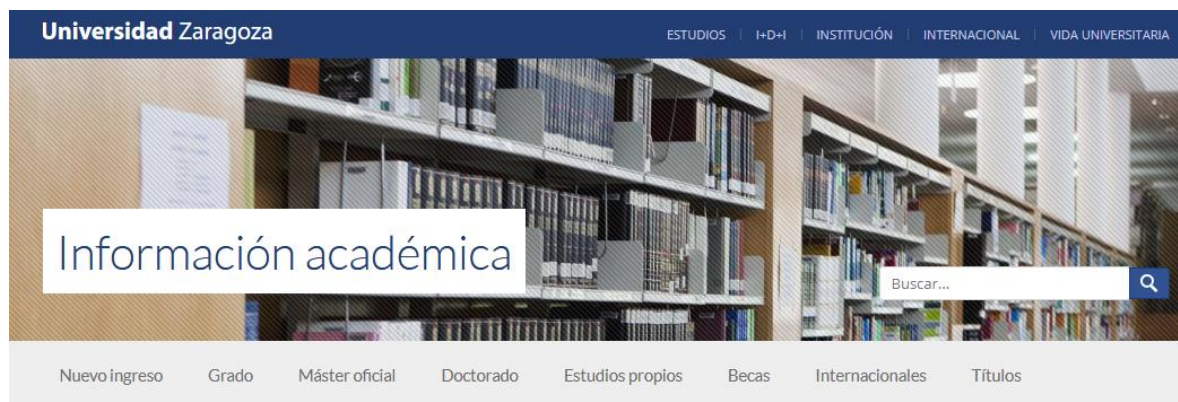 Universidad Zaragoza
ESTUDIOS I+D+I INSTITUCIÓN INTERNACIONAL VIDA UNIVERSITARIA
Información académica
Buscar...
Nuevo ingreso Grado Máster oficial Doctorado Estudios propios Becas Internacionales Títulos